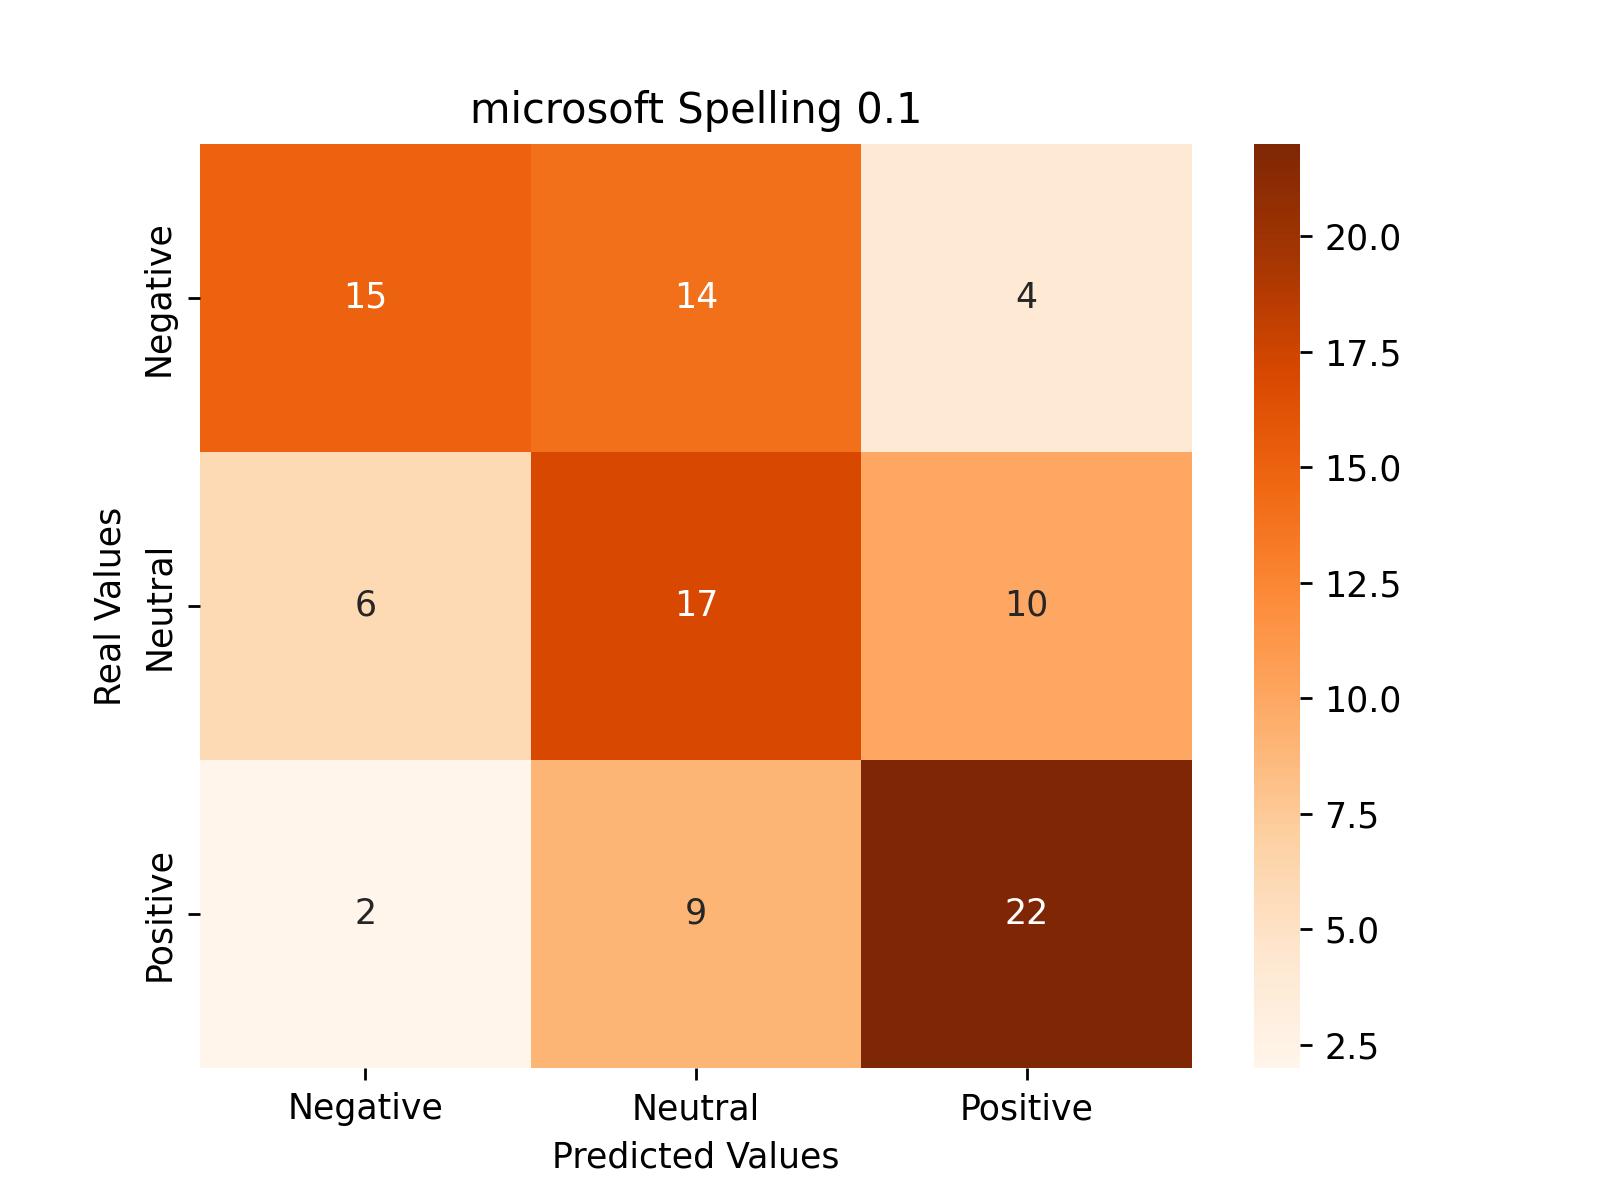 microsoft Spelling 0.1
Real Values
Negative
15 14 4
Neutral
6 17 10
Positive
2 9 22
Negative Neutral Positive
Predicted Values
20.0
17.5
15.0
12.5
10.0
7.5
5.0
2.5